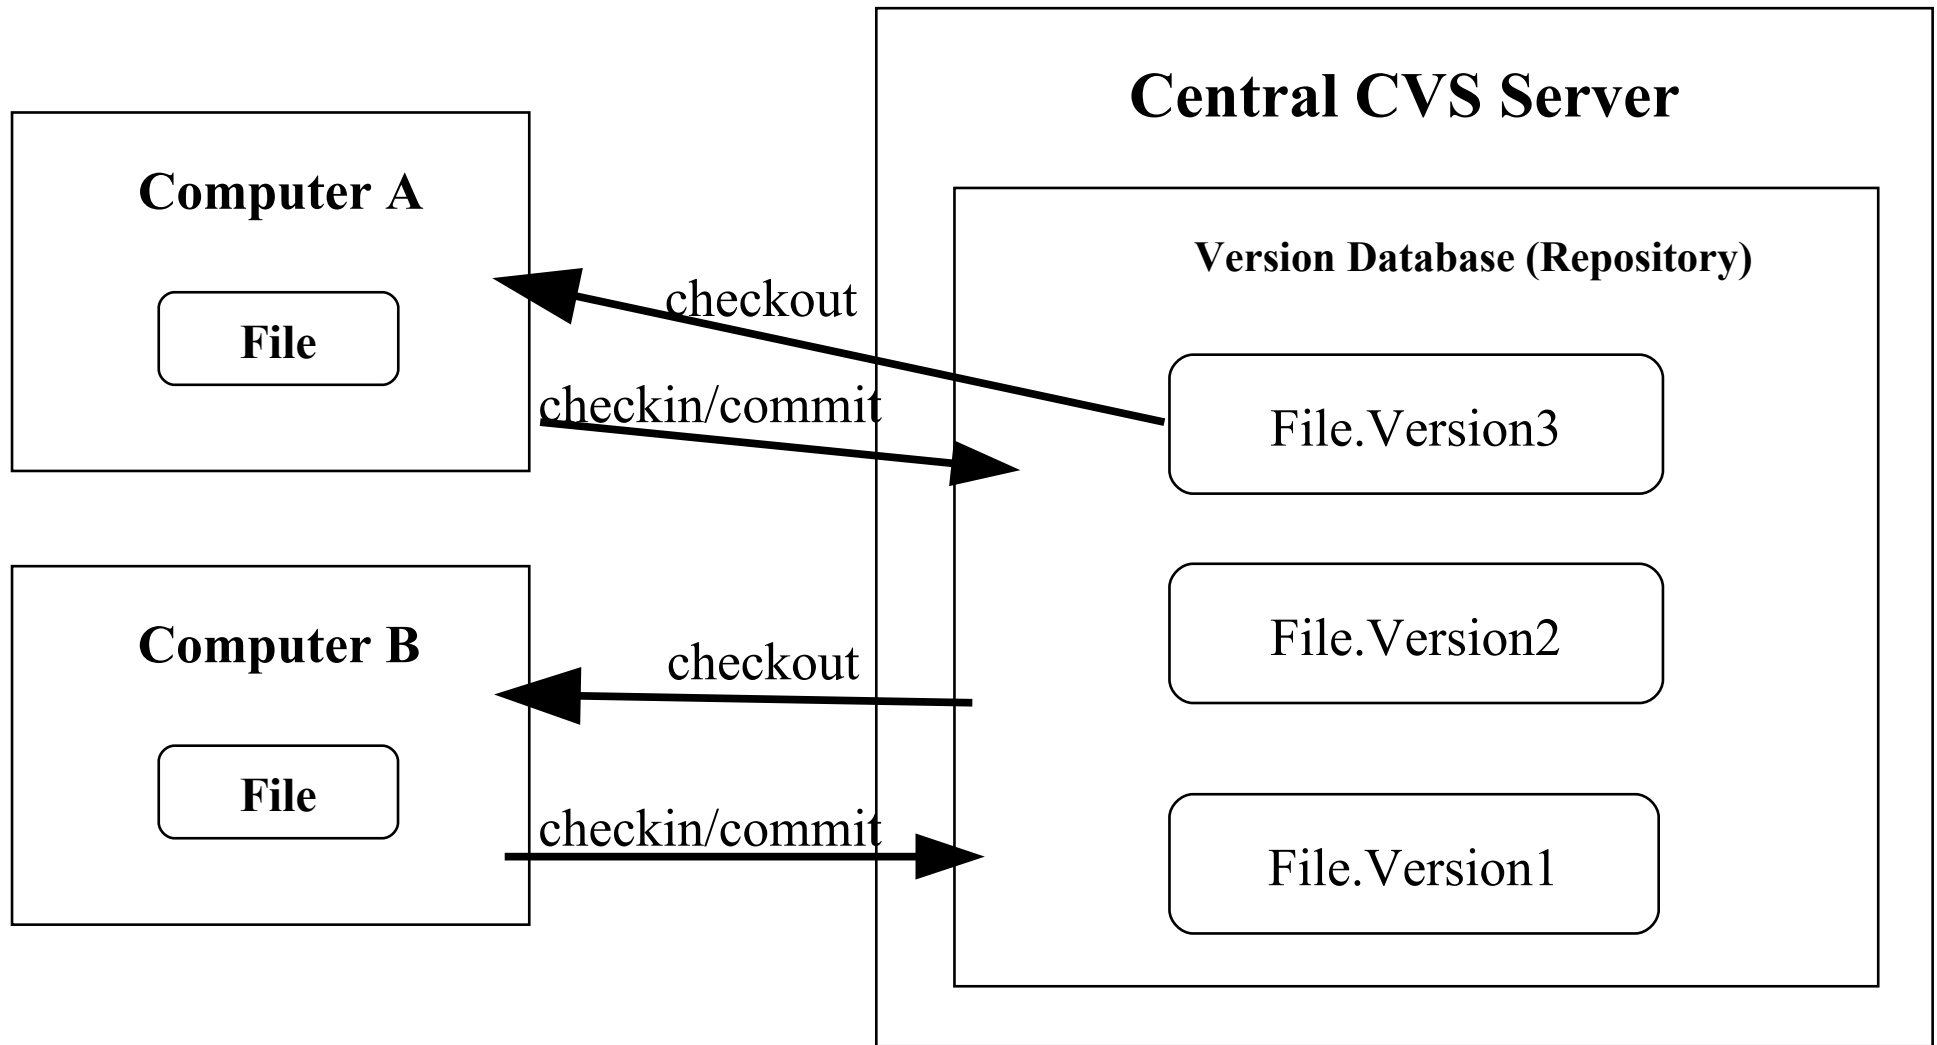 Central CVS Server
Computer A
Version Database (Repository)
checkout
File
checkin/commit
File.Version3
Computer B
checkout
File.Version2
File
checkin/commit
File.Version1